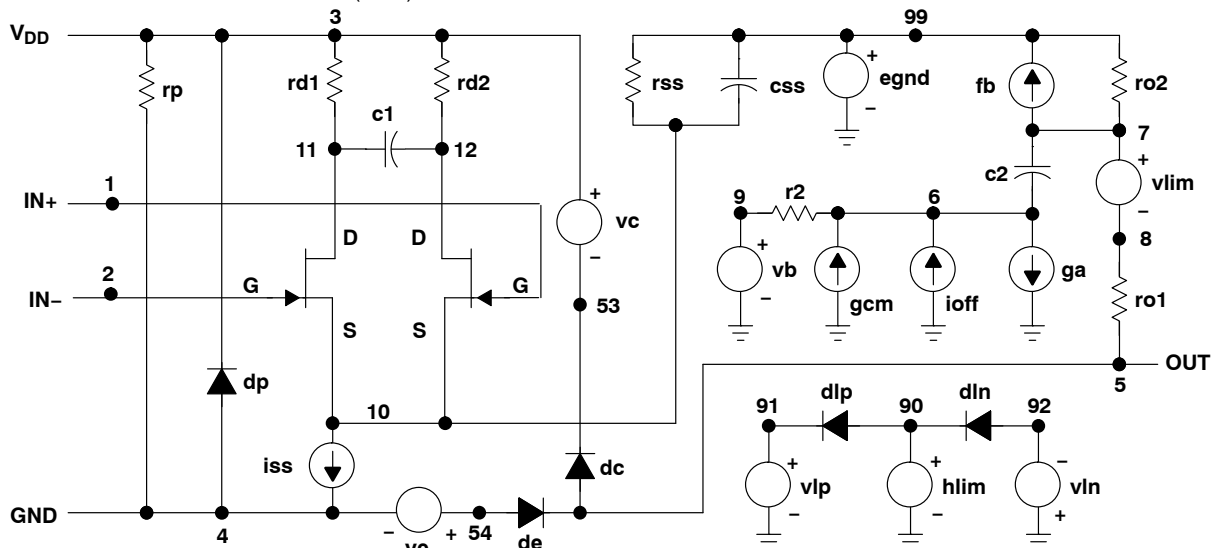 3
99
VDD
rp
rd1
rd2
rss
css
egnd
+
−
fb
ro2
c1
11
12
7
c2
+
vlim
−
1
IN+
9
r2
6
8
D
D
+
vc
−
2
IN−
G
G
+
vb
−
gcm
ioff
ga
ro1
53
S
S
OUT
5
dp
10
dlp
dln
91
90
92
iss
dc
+
vlp
−
+
hlim
−
−
vln
+
GND
4
−
+
54
de